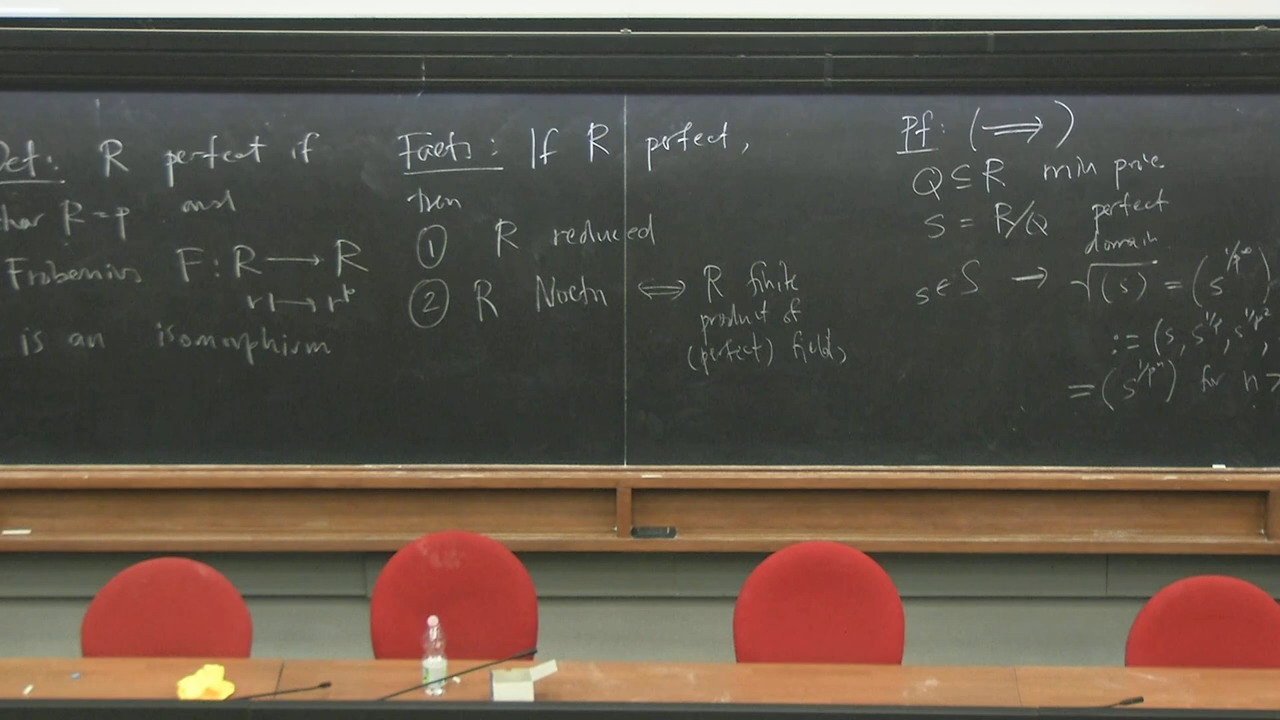 Def: R perfect if
char R = p and
Frobenius F: R → R
r ↦ r^p
is an isomorphism
Facts: If R perfect,
then
① R reduced
② R Noeth ⟺ R finite
product of
(perfect) fields
Pf: (⟹)
Q ⊆ R min prime
S = R/Q perfect
domain
s∈S → √(s) = (s^{1/p^∞})
:= (s, s^{1/p}, s^{1/p^2},
= (s^{1/p^n}) for n >